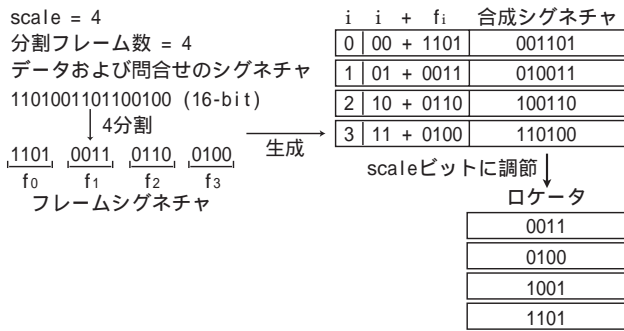 scale = 4
分割フレーム数 = 4
データおよび問合せのシグネチャ
1101001101100100 (16-bit)
4分割
1101 0011 0110 0100
f0 f1 f2 f3
フレームシグネチャ
生成
i i + fi 合成シグネチャ
0 00 + 1101 001101
1 01 + 0011 010011
2 10 + 0110 100110
3 11 + 0100 110100
scaleビットに調節
ロケータ
0011
0100
1001
1101